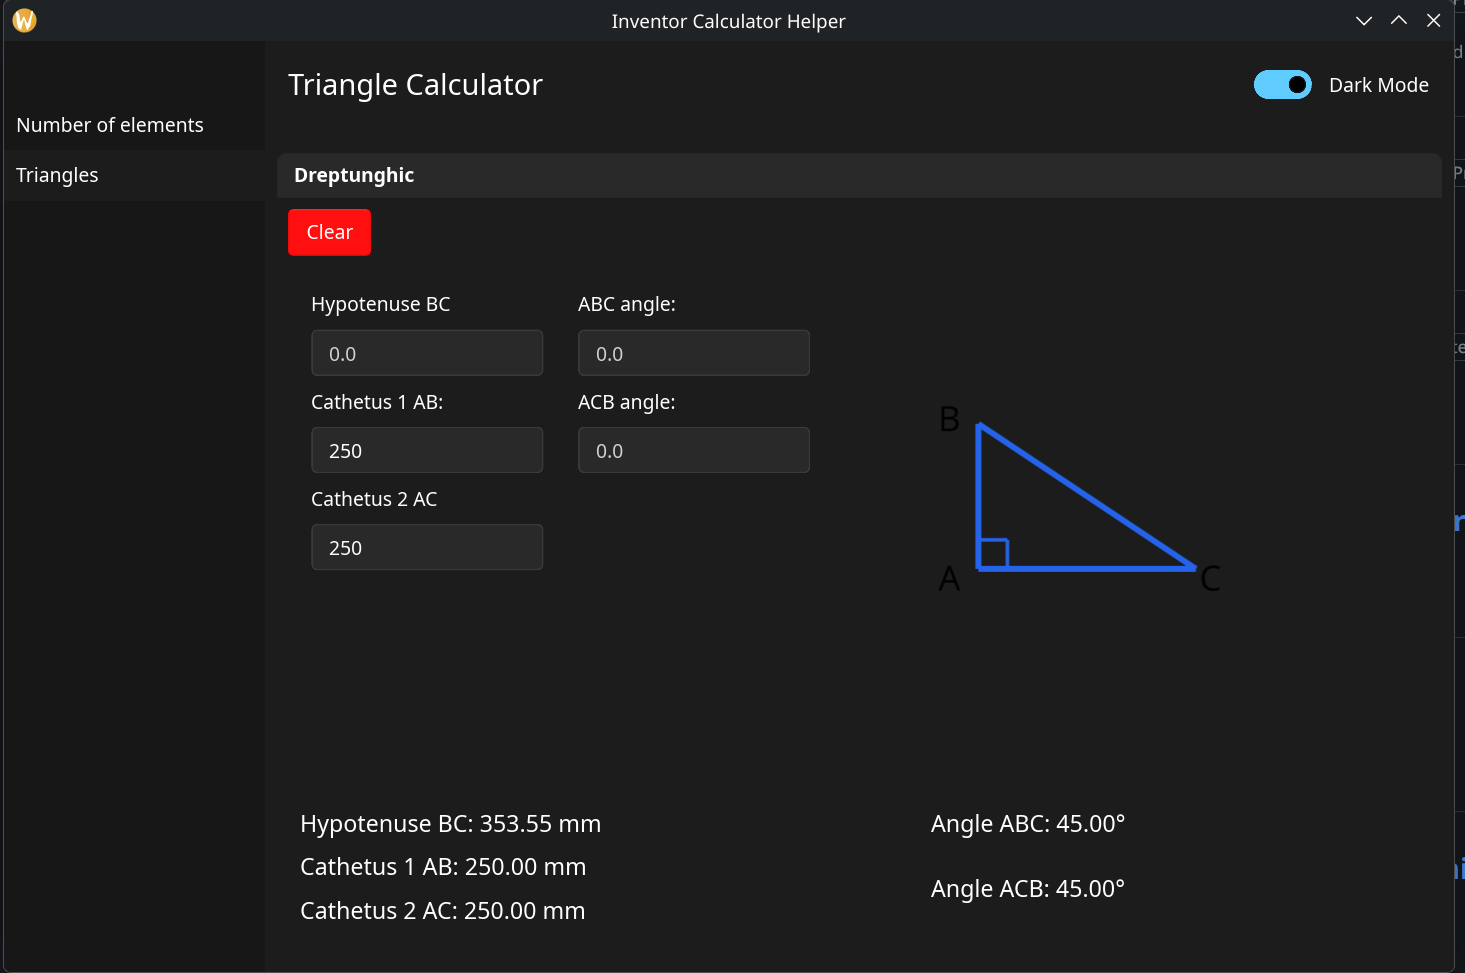 Inventor Calculator Helper
Triangle Calculator
Dark Mode
Number of elements
Triangles
Dreptunghic
Clear
Hypotenuse BC
ABC angle:
0.0
0.0
Cathetus 1 AB:
ACB angle:
250
0.0
Cathetus 2 AC
250
B
A
C
Hypotenuse BC: 353.55 mm
Angle ABC: 45.00°
Cathetus 1 AB: 250.00 mm
Angle ACB: 45.00°
Cathetus 2 AC: 250.00 mm